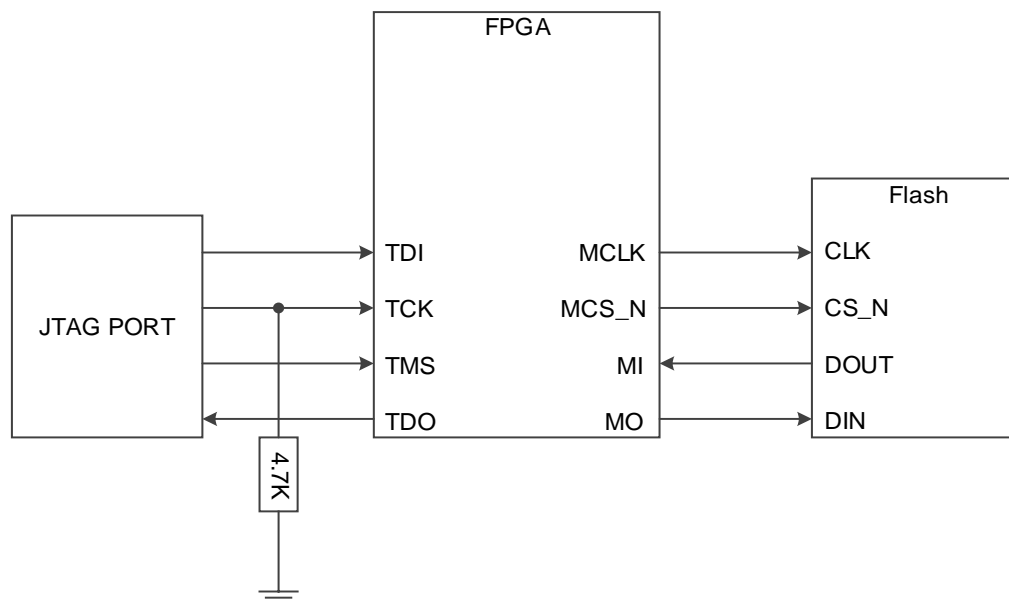 FPGA
Flash
JTAG PORT
TDI
TCK
TMS
TDO
MCLK
MCS_N
MI
MO
CLK
CS_N
DOUT
DIN
4.7K